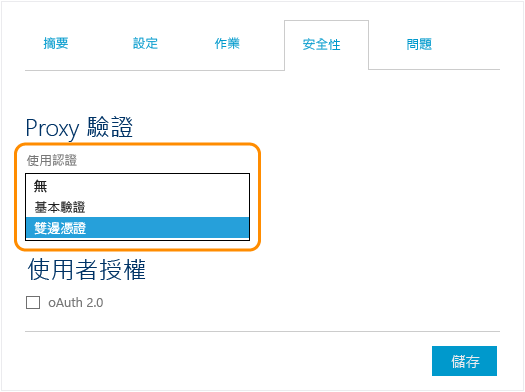 摘要 設定 作業 安全性 問題
Proxy 驗證
使用認證
無
基本驗證
雙邊憑證
使用者授權
oAuth 2.0
儲存